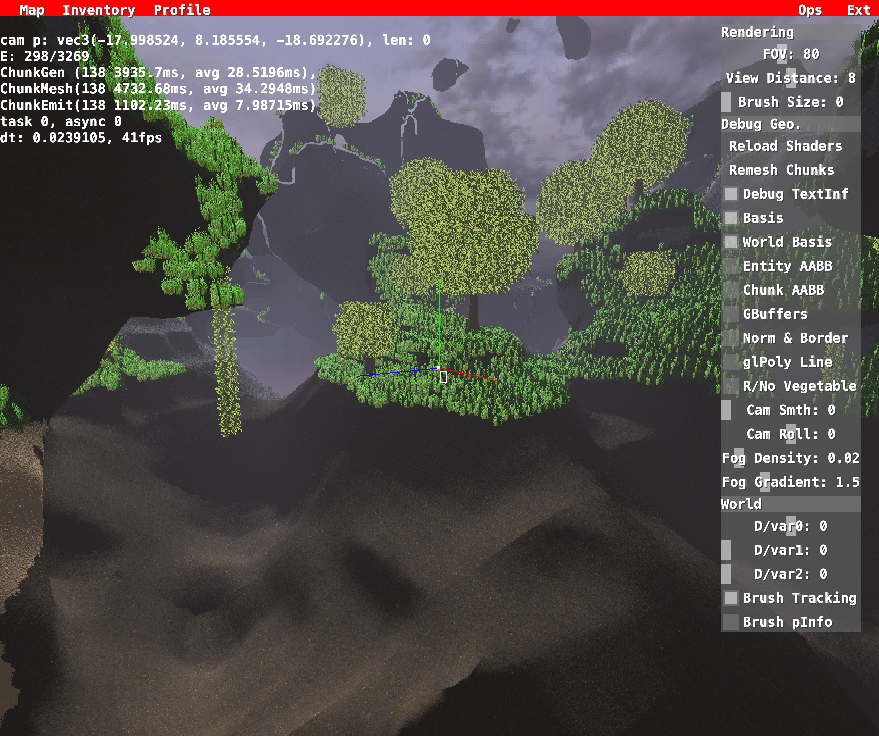 Map Inventory Profile Ops Ext
cam p: vec3(-17.998524, 8.185554, -18.692276), len: 0
E: 298/3269
ChunkGen (138 3935.7ms, avg 28.5196ms),
ChunkMesh(138 4732.68ms avg 34.2948ms)
ChunkEmit(138 1102.23ms avg 7.98715ms)
task 0, async 0
dt: 0.0239105, 41fps
Rendering
FOV: 80
View Distance: 8
Brush Size: 0
Debug Geo.
Reload Shaders
Remesh Chunks
Debug TextInf
Basis
World Basis
Entity AABB
Chunk AABB
GBuffers
Norm & Border
glPoly Line
R/No Vegetable
Cam Smth: 0
Cam Roll: 0
Fog Density: 0.02
Fog Gradient: 1.5
World
D/var0: 0
D/var1: 0
D/var2: 0
Brush Tracking
Brush pInfo